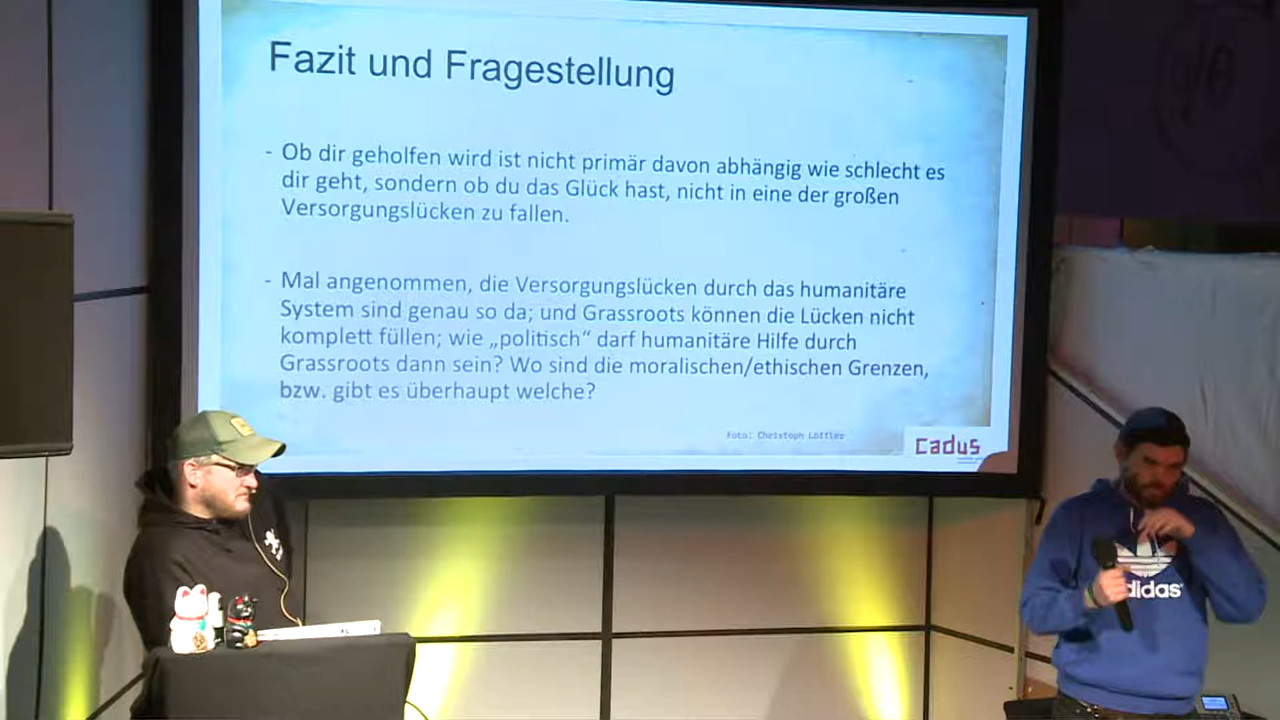 Fazit und Fragestellung
- Ob dir geholfen wird ist nicht primär davon abhängig wie schlecht es
dir geht, sondern ob du das Glück hast, nicht in eine der großen
Versorgungslücken zu fallen.
- Mal angenommen, die Versorgungslücken durch das humanitäre
System sind genau so da; und Grassroots können die Lücken nicht
komplett füllen; wie „politisch“ darf humanitäre Hilfe durch
Grassroots dann sein? Wo sind die moralischen/ethischen Grenzen,
bzw. gibt es überhaupt welche?
Foto: Christoph Löffler
cadus
didas